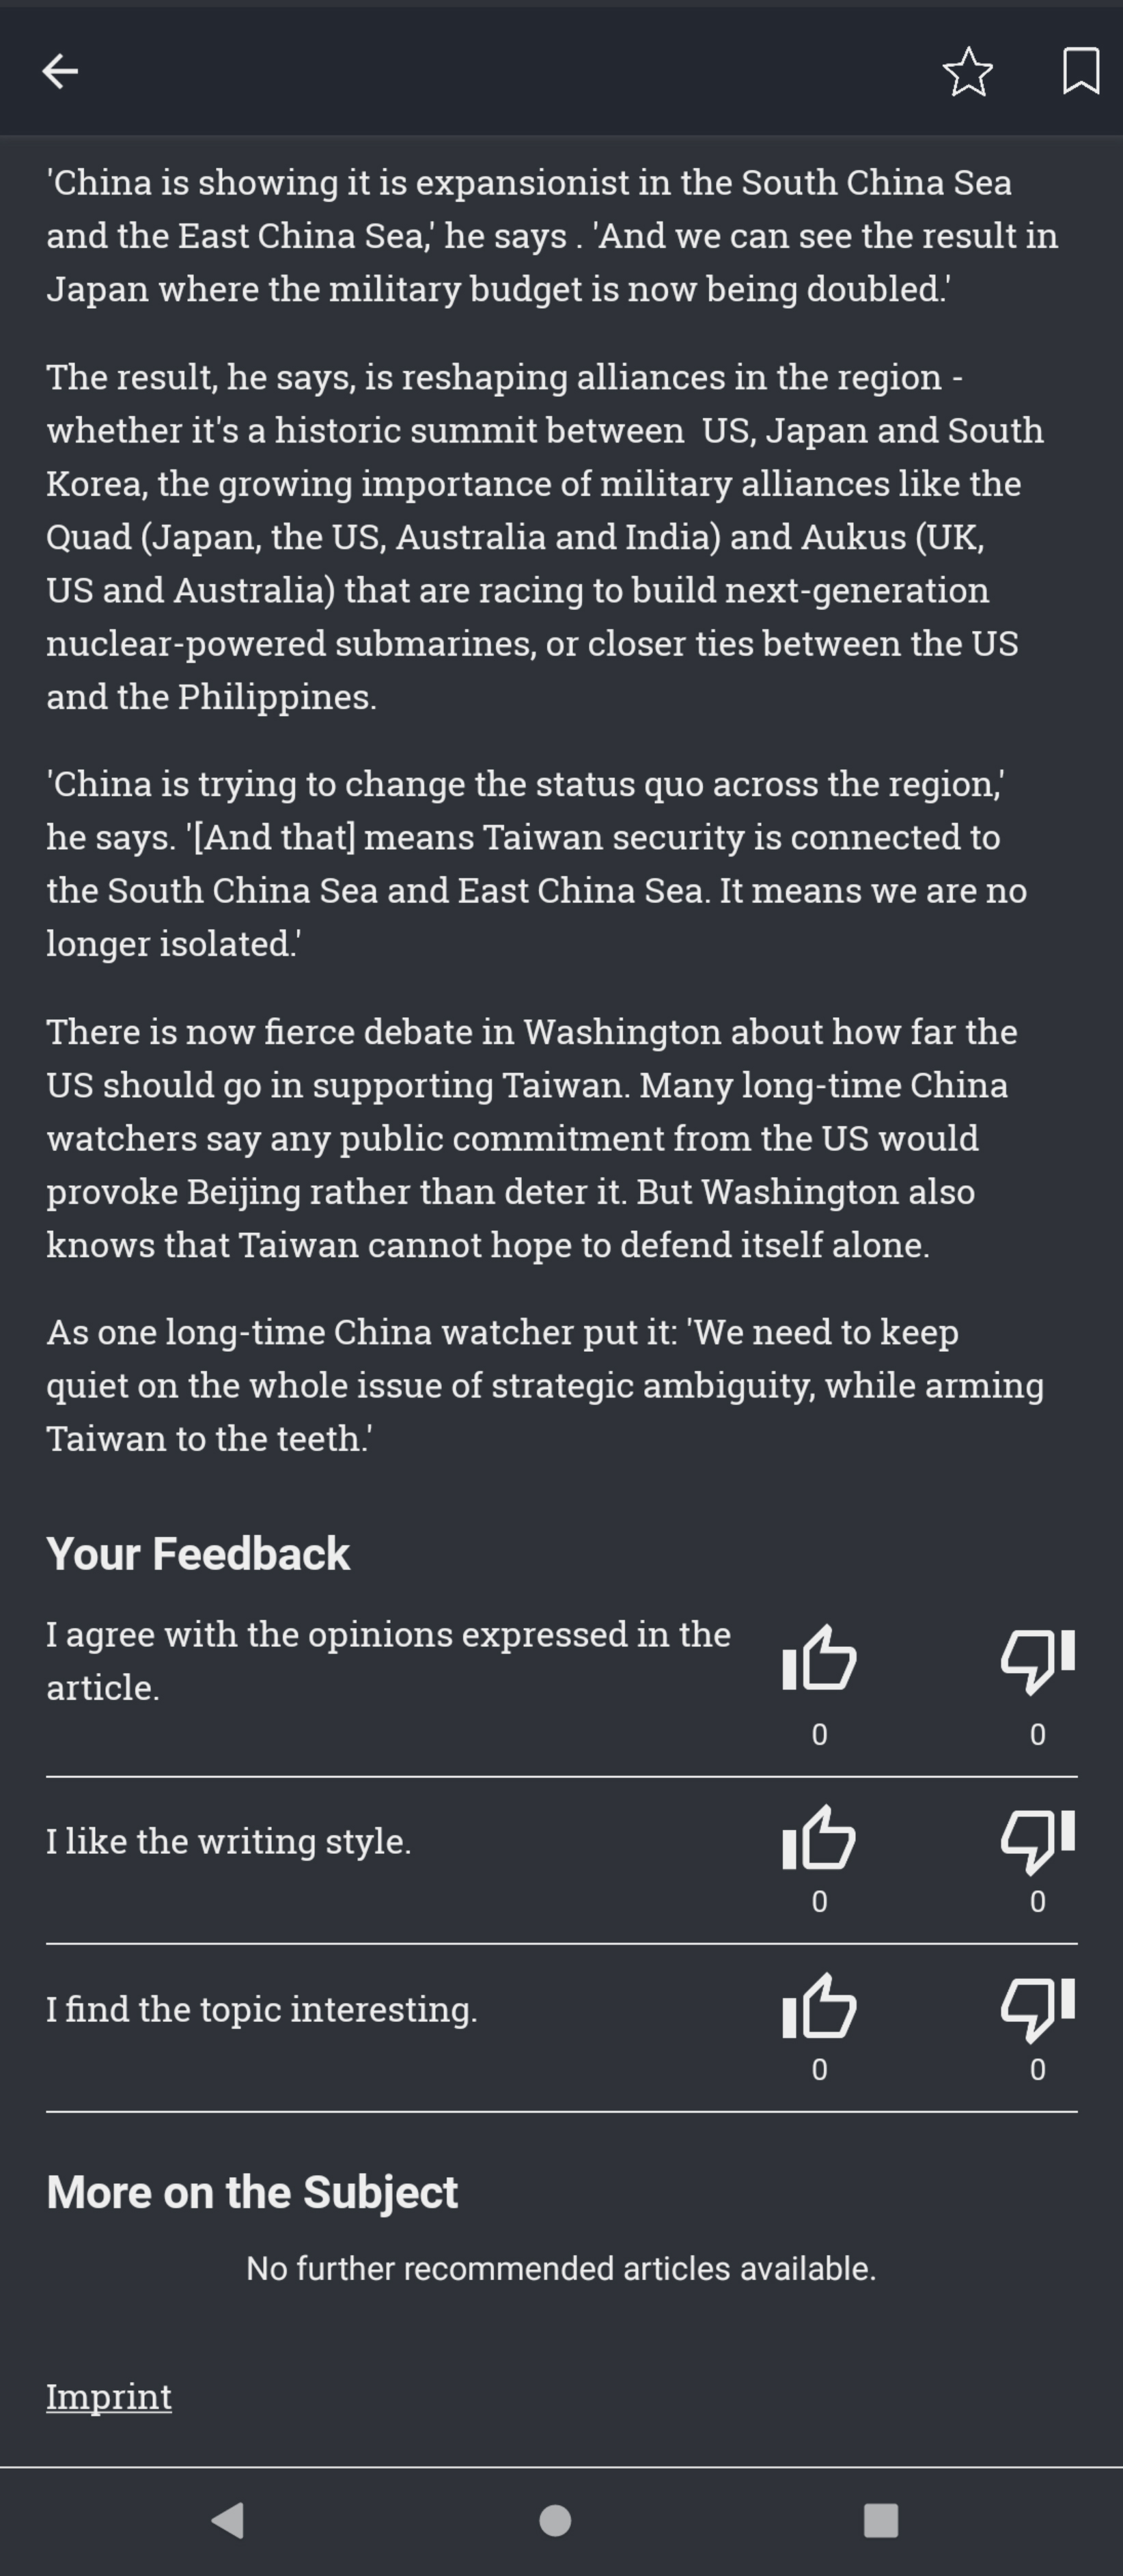 'China is showing it is expansionist in the South China Sea
and the East China Sea,' he says . 'And we can see the result in
Japan where the military budget is now being doubled.'
The result, he says, is reshaping alliances in the region -
whether it's a historic summit between  US, Japan and South
Korea, the growing importance of military alliances like the
Quad (Japan, the US, Australia and India) and Aukus (UK,
US and Australia) that are racing to build next-generation
nuclear-powered submarines, or closer ties between the US
and the Philippines.
'China is trying to change the status quo across the region,'
he says. '[And that] means Taiwan security is connected to
the South China Sea and East China Sea. It means we are no
longer isolated.'
There is now fierce debate in Washington about how far the
US should go in supporting Taiwan. Many long-time China
watchers say any public commitment from the US would
provoke Beijing rather than deter it. But Washington also
knows that Taiwan cannot hope to defend itself alone.
As one long-time China watcher put it: 'We need to keep
quiet on the whole issue of strategic ambiguity, while arming
Taiwan to the teeth.'
Your Feedback
I agree with the opinions expressed in the
article.
0 0
I like the writing style.
0 0
I find the topic interesting.
0 0
More on the Subject
No further recommended articles available.
Imprint